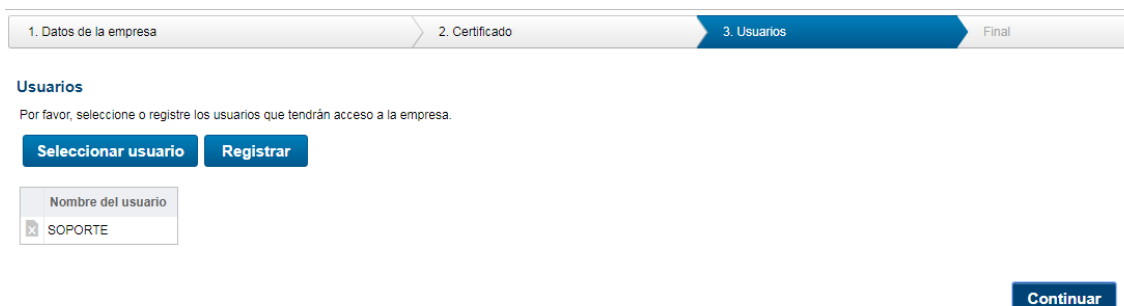 1. Datos de la empresa 2. Certificado 3. Usuarios Final
Usuarios
Por favor, seleccione o registre los usuarios que tendrán acceso a la empresa.
Seleccionar usuario Registrar
Nombre del usuario
SOPORTE
Continuar